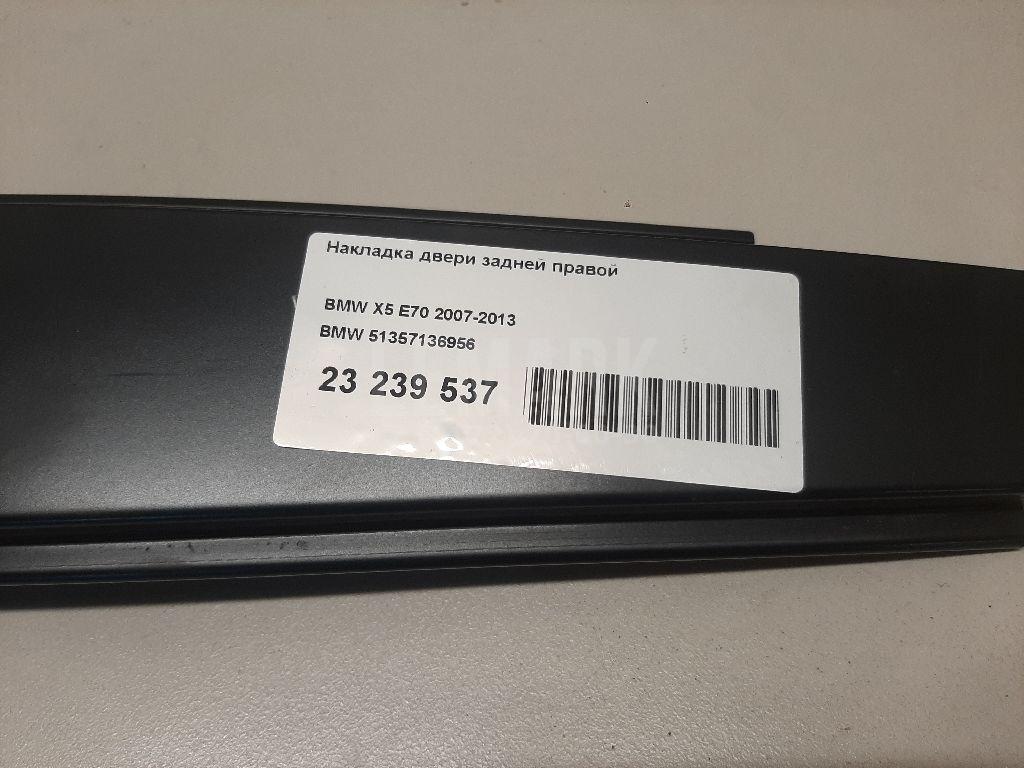 Накладка двери задней правой
BMW X5 E70 2007-2013
BMW 51357136956
23 239 537